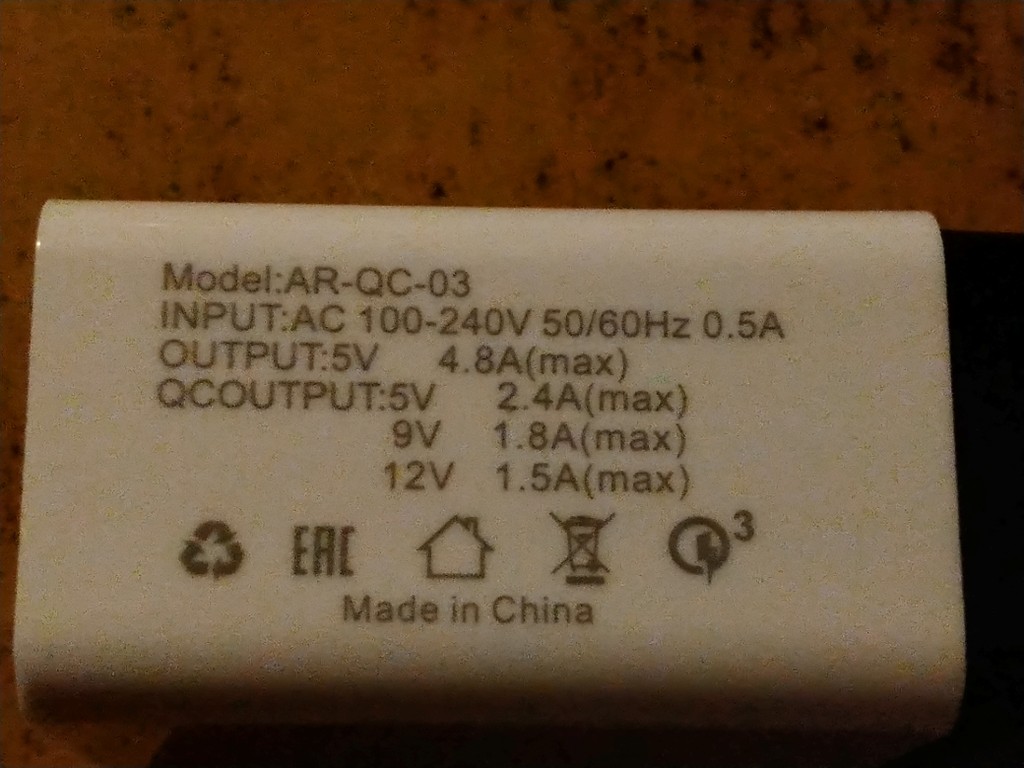 Model:AR-QC-03
INPUT:AC 100-240V 50/60Hz 0.5A
OUTPUT:5V 4.8A(max)
QCOUTPUT:5V 2.4A(max)
9V 1.8A(max)
12V 1.5A(max)
EAC 3
Made in China